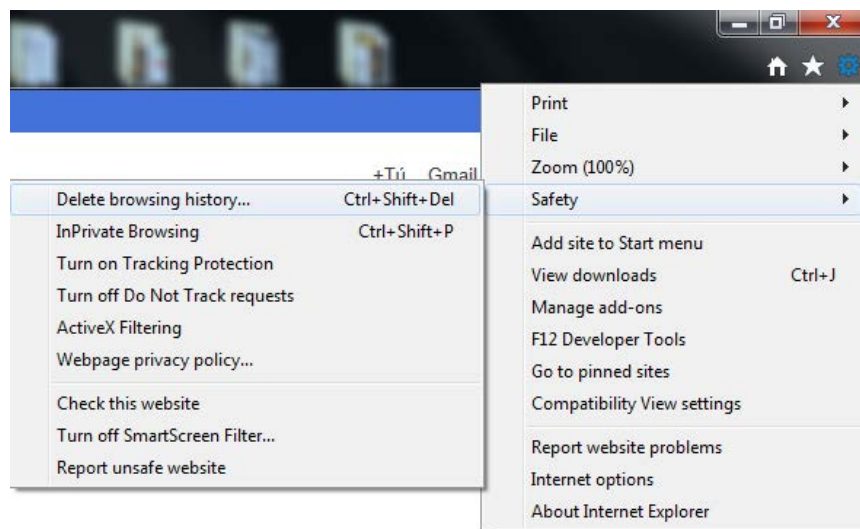 +Tú Gmail
Print
File
Zoom (100%)
Safety
Add site to Start menu
View downloads Ctrl+J
Manage add-ons
F12 Developer Tools
Go to pinned sites
Compatibility View settings
Report website problems
Internet options
About Internet Explorer
Delete browsing history... Ctrl+Shift+Del
InPrivate Browsing Ctrl+Shift+P
Turn on Tracking Protection
Turn off Do Not Track requests
ActiveX Filtering
Webpage privacy policy...
Check this website
Turn off SmartScreen Filter...
Report unsafe website